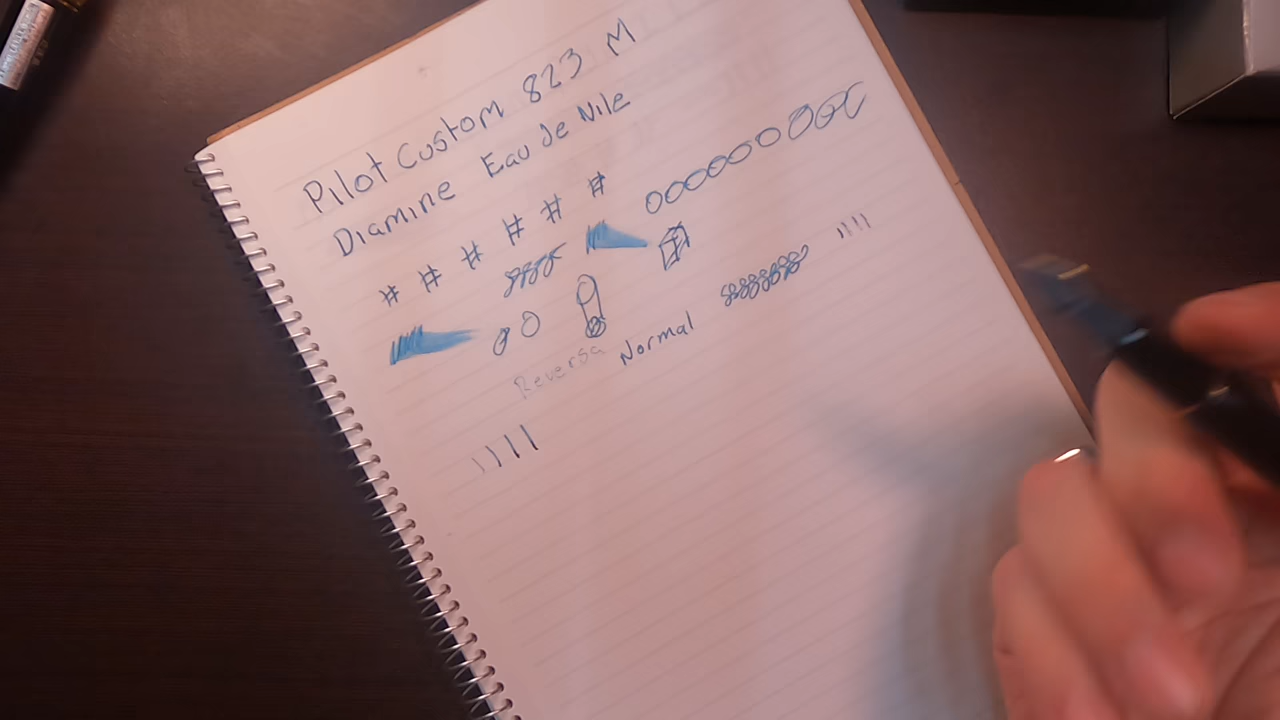 Pilot Custom 823 M
Diamine Eau de Nile
# # # # # #
Reverse Normal